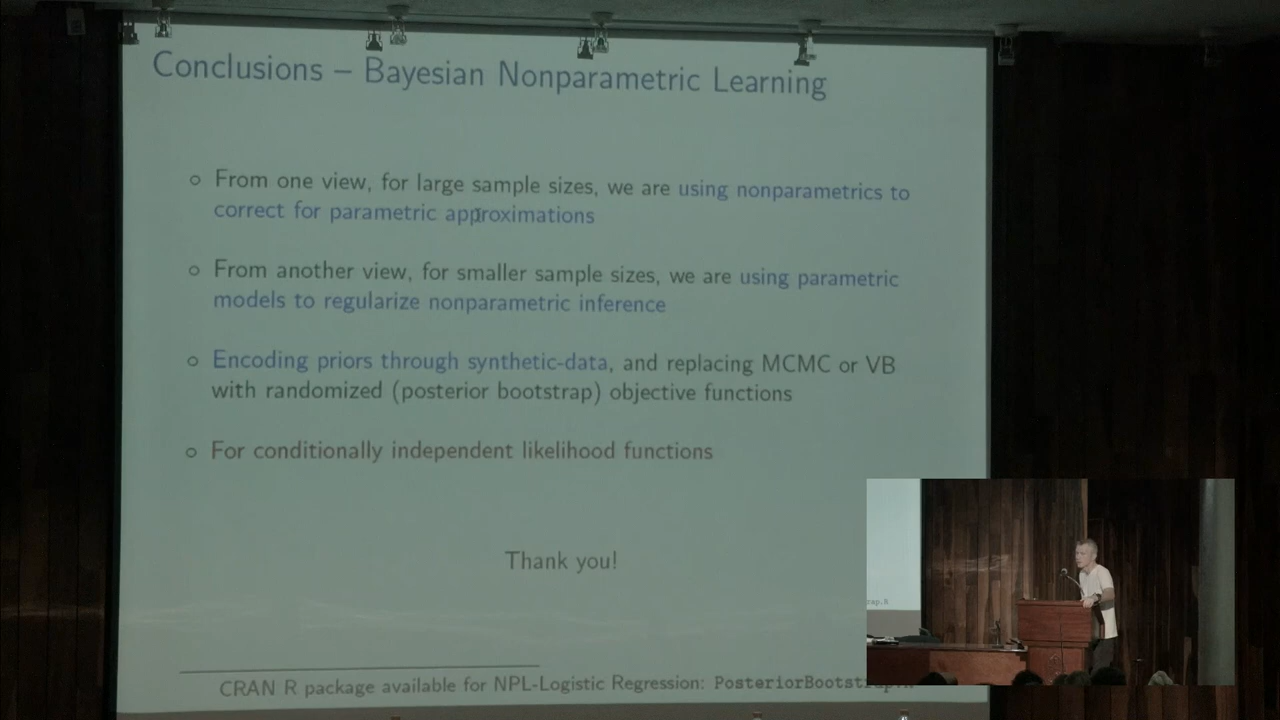 Conclusions – Bayesian Nonparametric Learning
From one view, for large sample sizes, we are using nonparametrics to
correct for parametric approximations
From another view, for smaller sample sizes, we are using parametric
models to regularize nonparametric inference
Encoding priors through synthetic-data, and replacing MCMC or VB
with randomized (posterior bootstrap) objective functions
For conditionally independent likelihood functions
Thank you!
CRAN R package available for NPL-Logistic Regression: PosteriorBootstrap.R